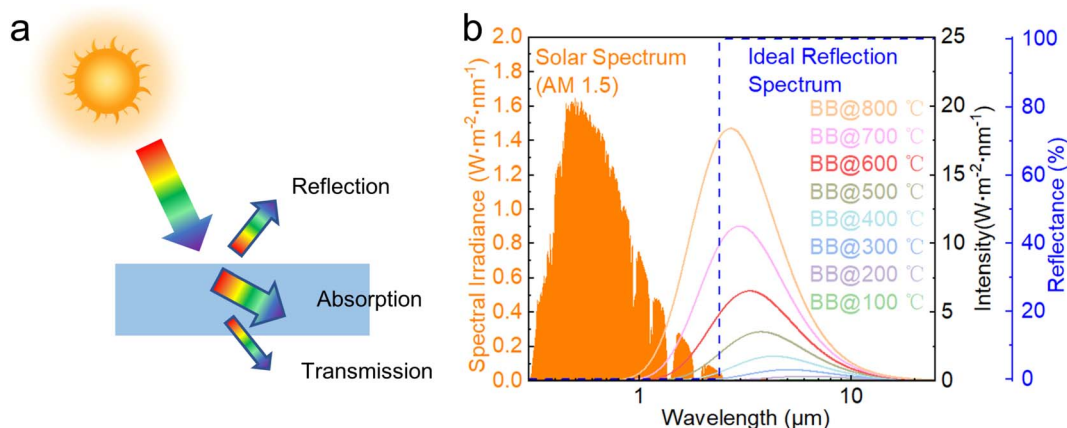 a
Reflection
Absorption
Transmission
b
Solar Spectrum
(AM 1.5)
Ideal Reflection
Spectrum
BB@800 ℃
BB@700 ℃
BB@600 ℃
BB@500 ℃
BB@400 ℃
BB@300 ℃
BB@200 ℃
BB@100 ℃
Spectral Irradiance (W·m-2·nm-1)
2.0
1.8
1.6
1.4
1.2
1.0
0.8
0.6
0.4
0.2
0.0
1
10
Wavelength (μm)
25
20
15
10
5
0
Intensity(W·m-2·nm-1)
100
80
60
40
20
0
Reflectance (%)